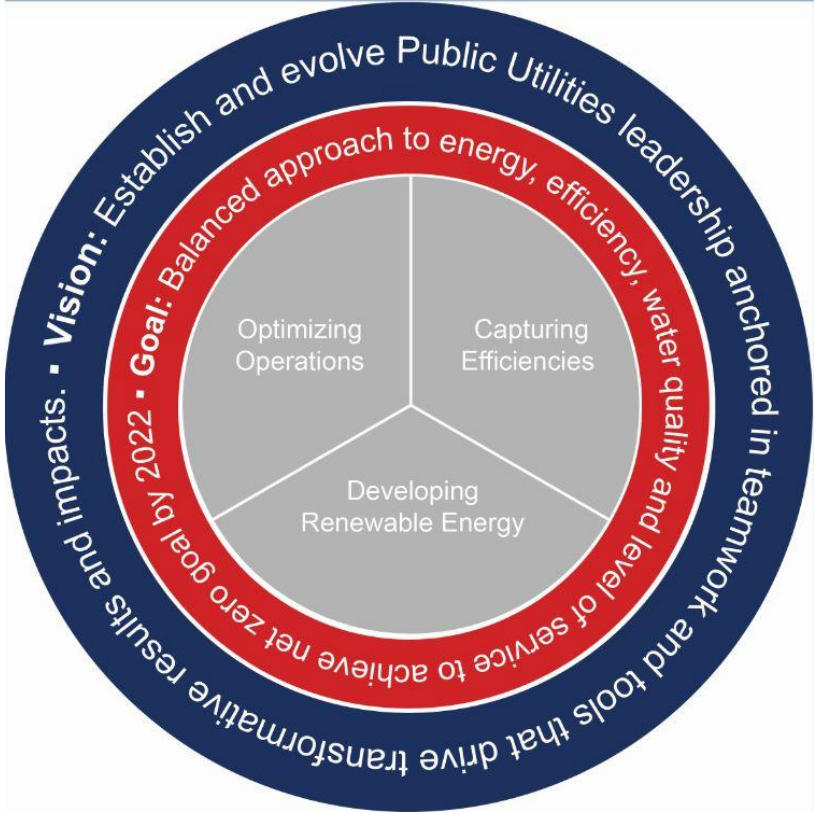 Vision: Establish and evolve Public Utilities leadership anchored in teamwork and tools that drive transformative results and impacts. ▪
Goal: Balanced approach to energy, efficiency, water quality and level of service to achieve net zero goal by 2022 ▪
Optimizing
Operations
Capturing
Efficiencies
Developing
Renewable Energy